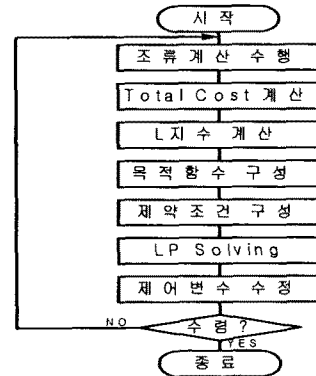 시 작
조 류 계 산 수 행
Total Cost 계 산
L 지 수 계 산
목 적 함 수 구 성
제 약 조 건 구 성
LP Solving
제 어 변 수 수 정
수 렴 ?
NO
YES
종 료